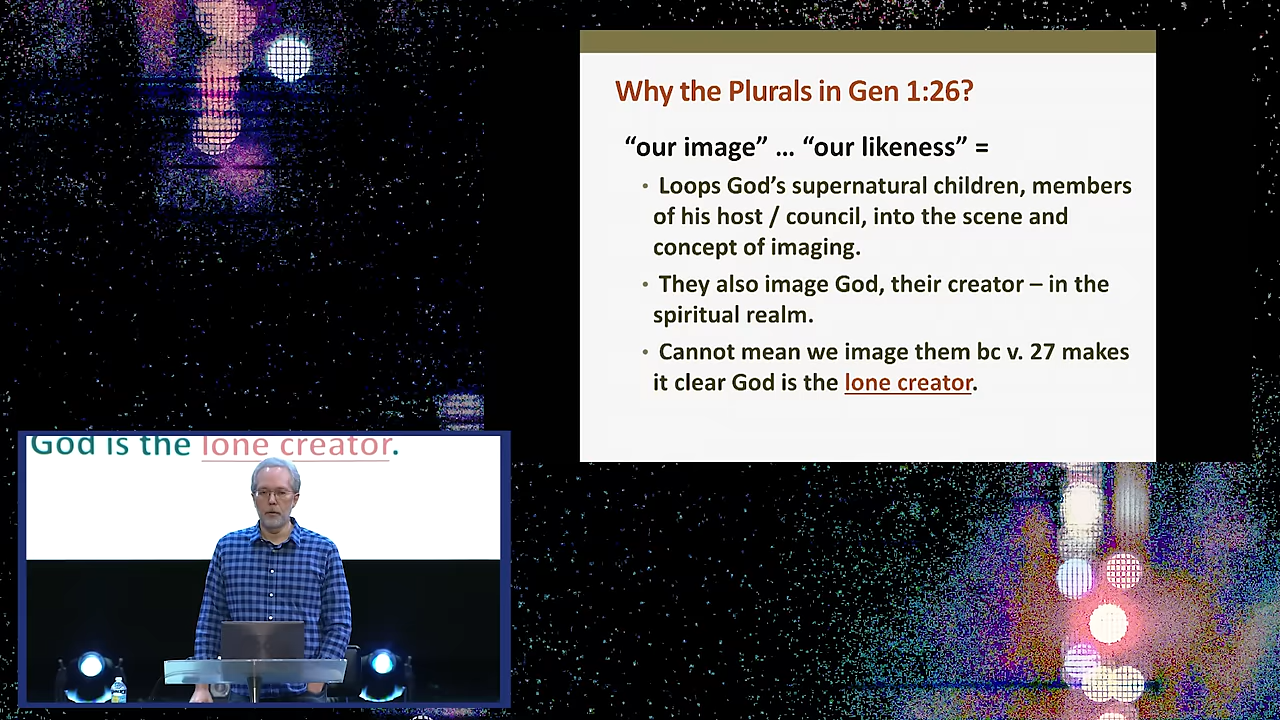 Why the Plurals in Gen 1:26?
“our image” ... “our likeness” =
• Loops God’s supernatural children, members
of his host / council, into the scene and
concept of imaging.
• They also image God, their creator – in the
spiritual realm.
• Cannot mean we image them bc v. 27 makes
it clear God is the lone creator.
God is the lone creator.